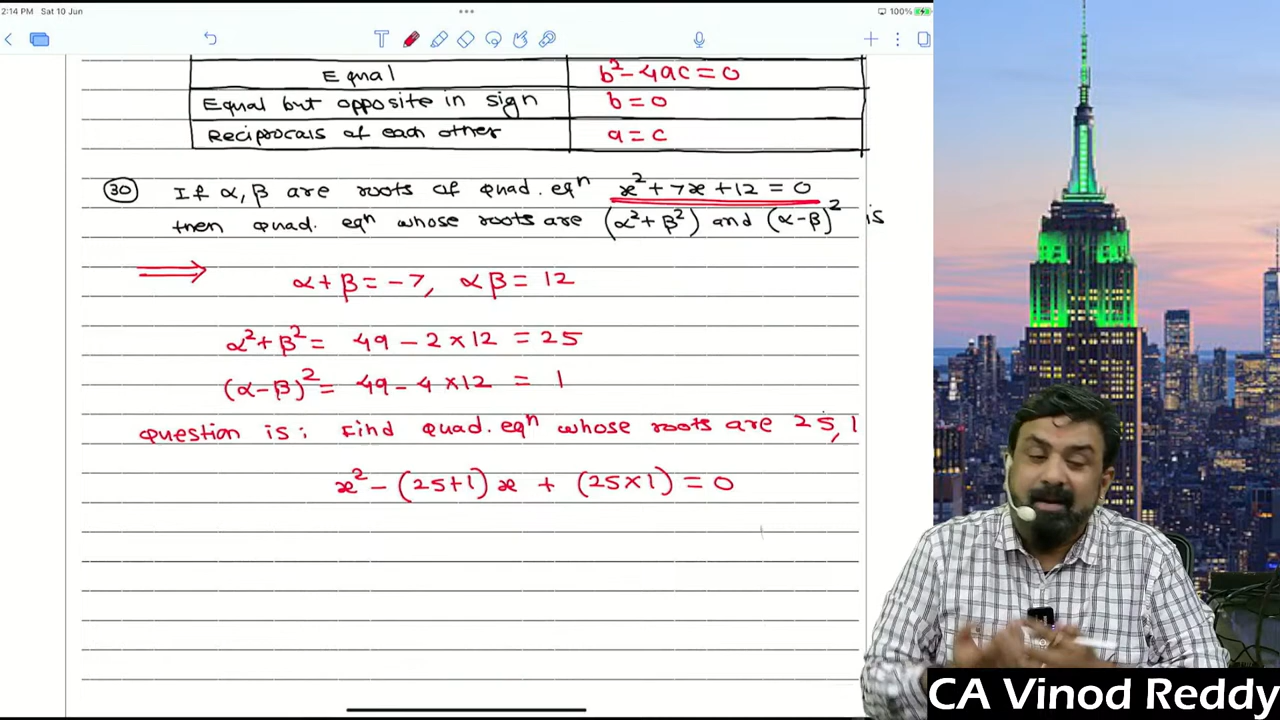 2:14 PM Sat 10 Jun
100%
T
Equal
b² - 4ac = 0
Equal but opposite in sign
b = 0
Reciprocals of each other
a = c
30 If α, β are roots of quad. eqⁿ x² + 7x + 12 = 0
then quad. eqⁿ whose roots are (α² + β²) and (α - β)² is
α + β = -7, αβ = 12
α² + β² = 49 - 2 × 12 = 25
(α - β)² = 49 - 4 × 12 = 1
question is : Find quad. eqⁿ whose roots are 25, 1
x² - (25+1) x + (25×1) = 0
CA Vinod Reddy